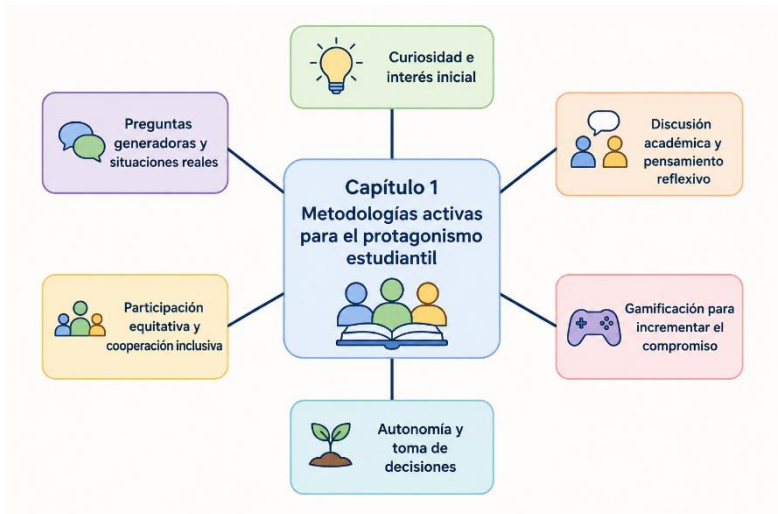 Curiosidad e
interés inicial
Preguntas
generadoras y
situaciones reales
Discusión
académica y
pensamiento
reflexivo
Capítulo 1
Metodologías activas
para el protagonismo
estudiantil
Participación
equitativa y
cooperación inclusiva
Gamificación para
incrementar el
compromiso
Autonomía y
toma de
decisiones